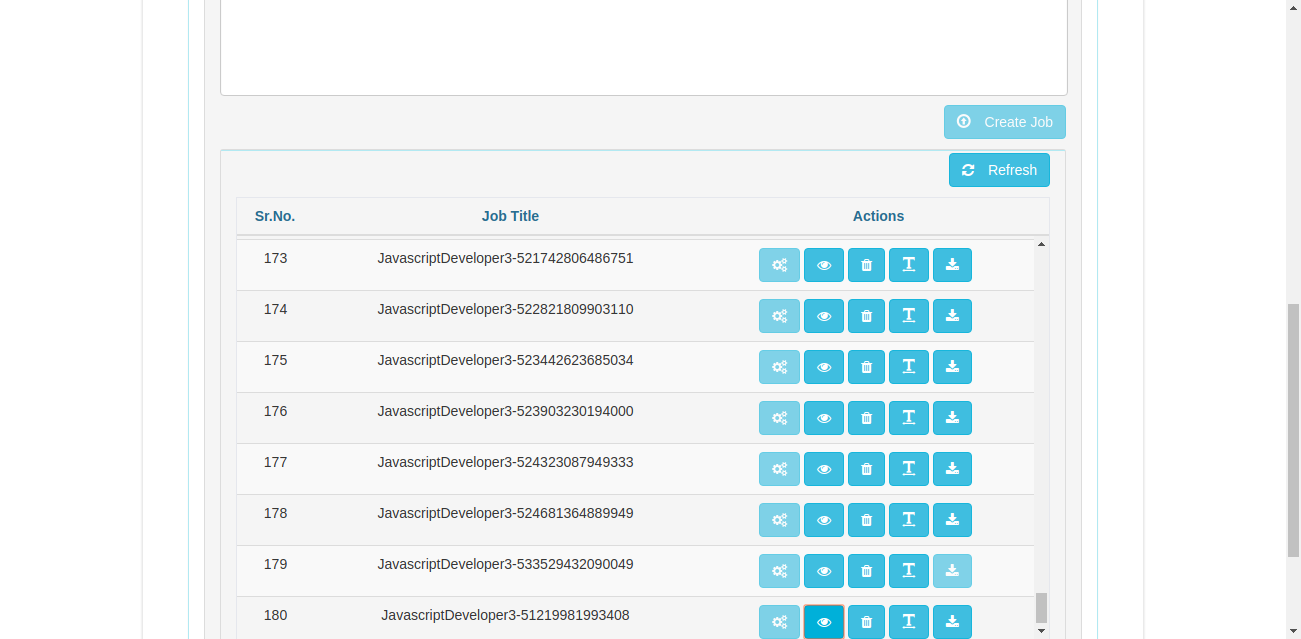 Create Job
Refresh
Sr.No. Job Title Actions
173 JavascriptDeveloper3-521742806486751
174 JavascriptDeveloper3-522821809903110
175 JavascriptDeveloper3-523442623685034
176 JavascriptDeveloper3-523903230194000
177 JavascriptDeveloper3-524323087949333
178 JavascriptDeveloper3-524681364889949
179 JavascriptDeveloper3-533529432090049
180 JavascriptDeveloper3-51219981993408